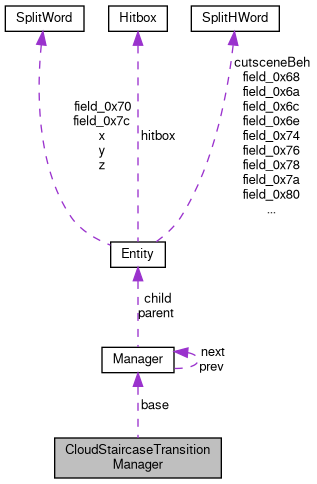 SplitWord
Hitbox
SplitHWord
field_0x70
field_0x7c
x
y
z
hitbox
cutsceneBeh
field_0x68
field_0x6a
field_0x6c
field_0x6e
field_0x74
field_0x76
field_0x78
field_0x7a
field_0x80
...
Entity
child
parent
Manager
next
prev
base
CloudStaircaseTransition
Manager